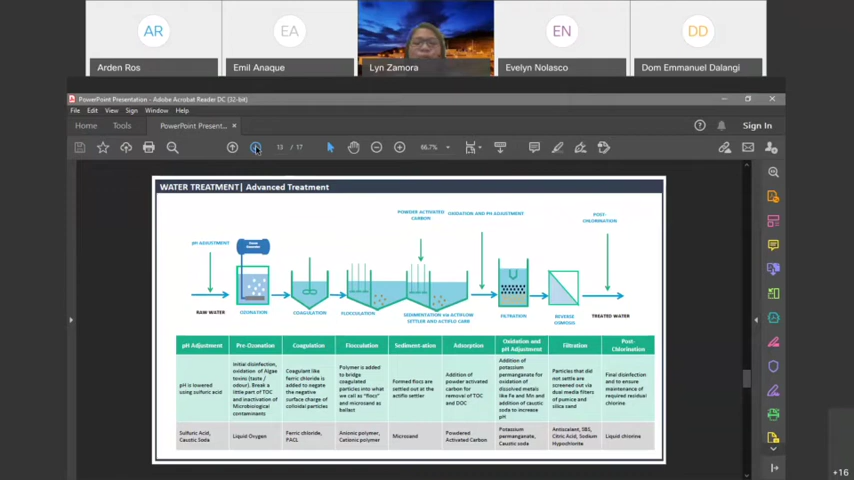 AR
EA
EN
DD
Arden Ros
Emil Anaque
Lyn Zamora
Evelyn Nolasco
Dom Emmanuel Dalangi
PowerPoint Presentation - Adobe Acrobat Reader DC (32-bit)
File Edit View Sign Window Help
Home Tools PowerPoint Present... × Sign In
13 / 17 66.7%
WATER TREATMENT| Advanced Treatment
POWDER ACTIVATED CARBON
OXIDATION AND PH ADJUSTMENT
POST-CHLORINATION
pH ADJUSTMENT
RAW WATER
OZONATION
COAGULATION
FLOCCULATION
SEDIMENTATION VIA ACTIFLOW SETTLER AND ACTIFLO CARB
FILTRATION
REVERSE OSMOSIS
TREATED WATER
pH Adjustment Pre-Ozonation Coagulation Flocculation Sediment-ation Adsorption Oxidation and pH Adjustment Filtration Post-Chlorination
pH is lowered using sulfuric acid
Initial disinfection, oxidation of Algae toxins (taste / odour). Break a little part of TOC and inactivation of Microbiological contaminants
Coagulant like ferric chloride is added to negate the negative surface charge of colloidal particles
Polymer is added to bridge coagulated particles into what we call as "flocs" and microsand as ballast
Formed flocs are settled out at the actiflo settler
Addition of powder activated carbon for removal of TOC and DOC
Addition of potassium permanganate for oxidation of dissolved metals like Fe and Mn and addition of caustic soda to increase pH
Particles that did not settle are screened out via dual media filters of pumice and silica sand
Final disinfection and to ensure maintenance of required residual chlorine
Sulfuric Acid, Caustic Soda
Liquid Oxygen
Ferric chloride, PACL
Anionic polymer, Cationic polymer
Microsand
Powdered Activated Carbon
Potassium permanganate, Caustic soda
Antiscalant, SBS, Citric Acid, Sodium Hypochlorite
Liquid chlorine
+16